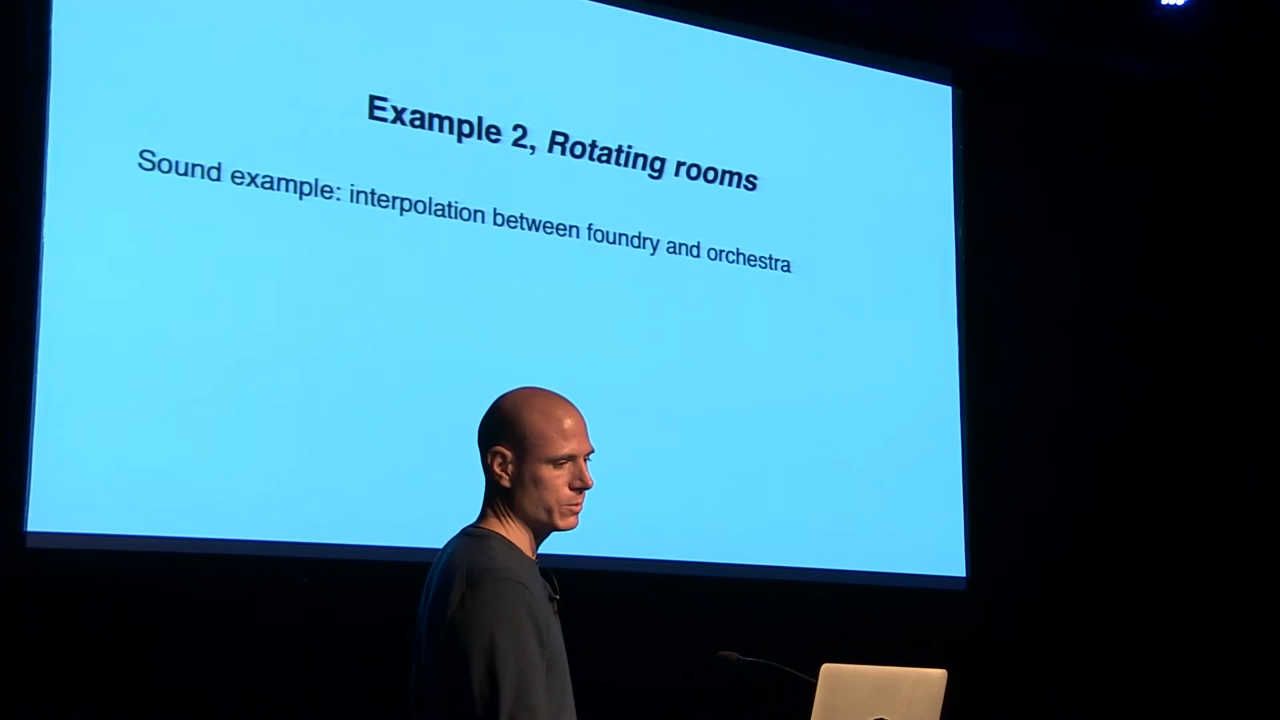 Example 2, Rotating rooms
Sound example: interpolation between foundry and orchestra